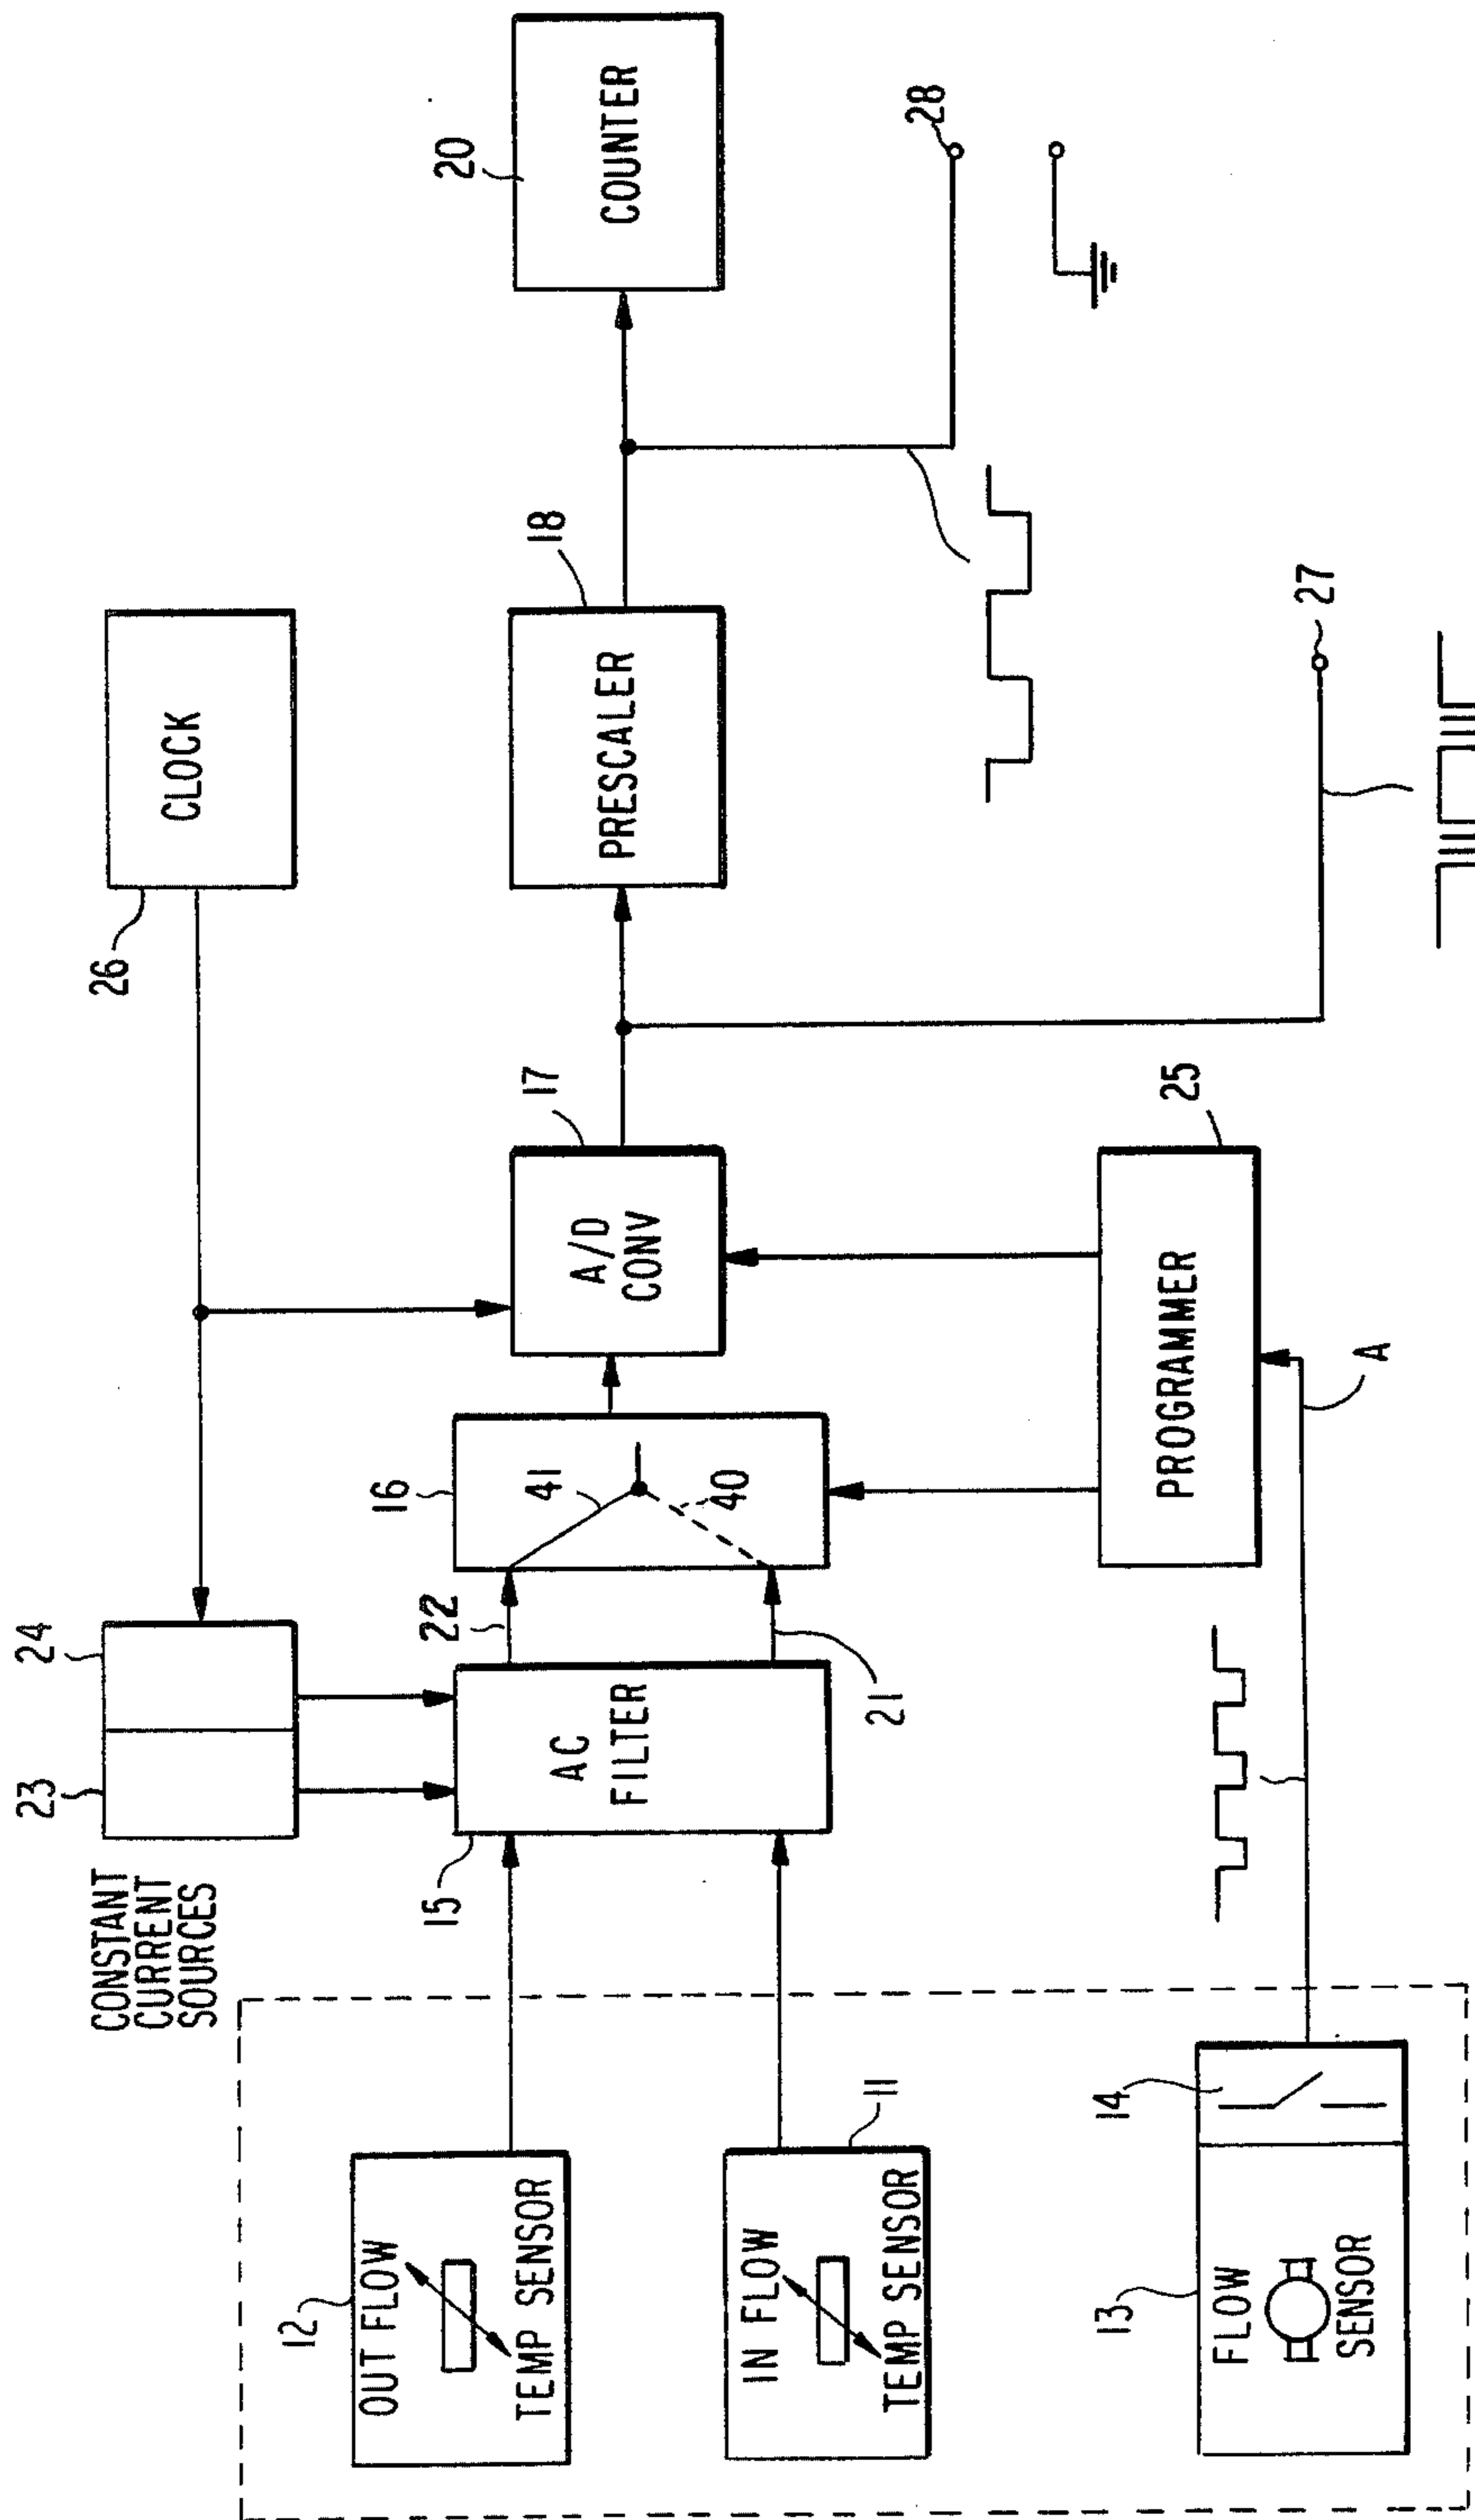 CONSTANT
CURRENT
SOURCES
23
24
26
CLOCK
12
OUT FLOW
TEMP SENSOR
15
AC
FILTER
22
21
16
41
40
17
A/D
CONV
18
PRESCALER
20
COUNTER
28
11
IN FLOW
TEMP SENSOR
13
FLOW
SENSOR
14
A
PROGRAMMER
25
27